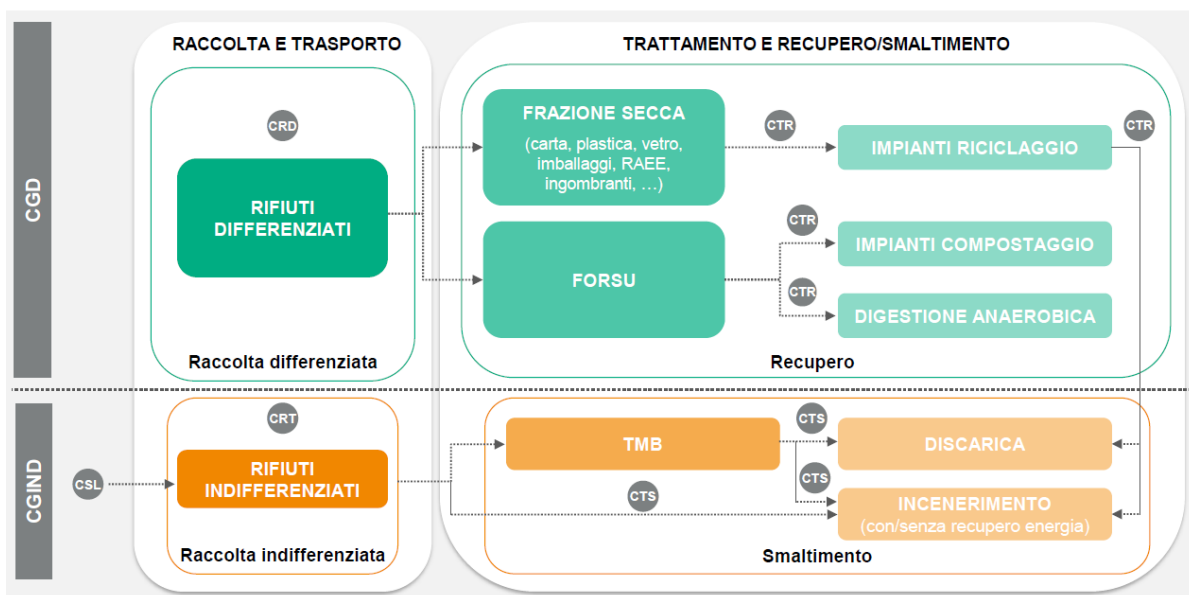 RACCOLTA E TRASPORTO
TRATTAMENTO E RECUPERO/SMALTIMENTO
CGD
CRD
RIFIUTI
DIFFERENZIATI
Raccolta differenziata
FRAZIONE SECCA
(carta, plastica, vetro,
imballaggi, RAEE,
ingombranti, …)
CTR
IMPIANTI RICICLAGGIO
CTR
FORSU
CTR
IMPIANTI COMPOSTAGGIO
CTR
DIGESTIONE ANAEROBICA
Recupero
CGIND
CSL
CRT
RIFIUTI
INDIFFERENZIATI
Raccolta indifferenziata
TMB
CTS
DISCARICA
CTS
CTS
INCENERIMENTO
(con/senza recupero energia)
Smaltimento